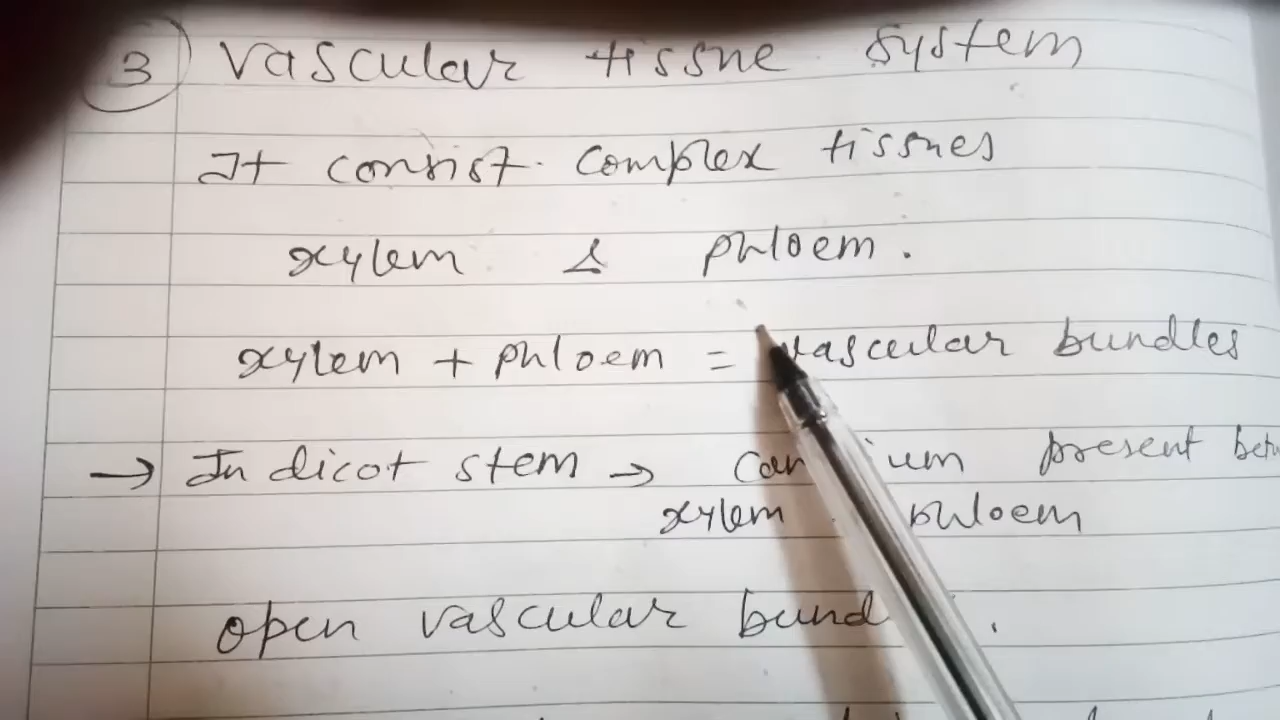 3 Vascular tissue system
It consist complex tissues
xylem & phloem.
xylem + phloem = vascular bundles
→ In dicot stem → present
xylem phloem
open vascular